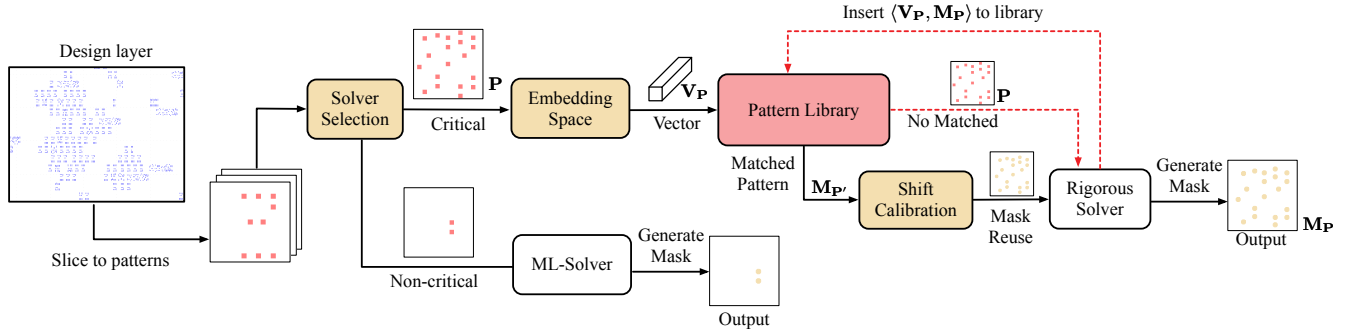 Design layer
Slice to patterns
Solver
Selection
P
Critical
Embedding
Space
V_P
Vector
Insert ⟨V_P, M_P⟩ to library
Pattern Library
P
No Matched
Matched
Pattern
M_P′
Shift
Calibration
Mask
Reuse
Rigorous
Solver
Generate
Mask
Output
M_P
Non-critical
ML-Solver
Generate
Mask
Output